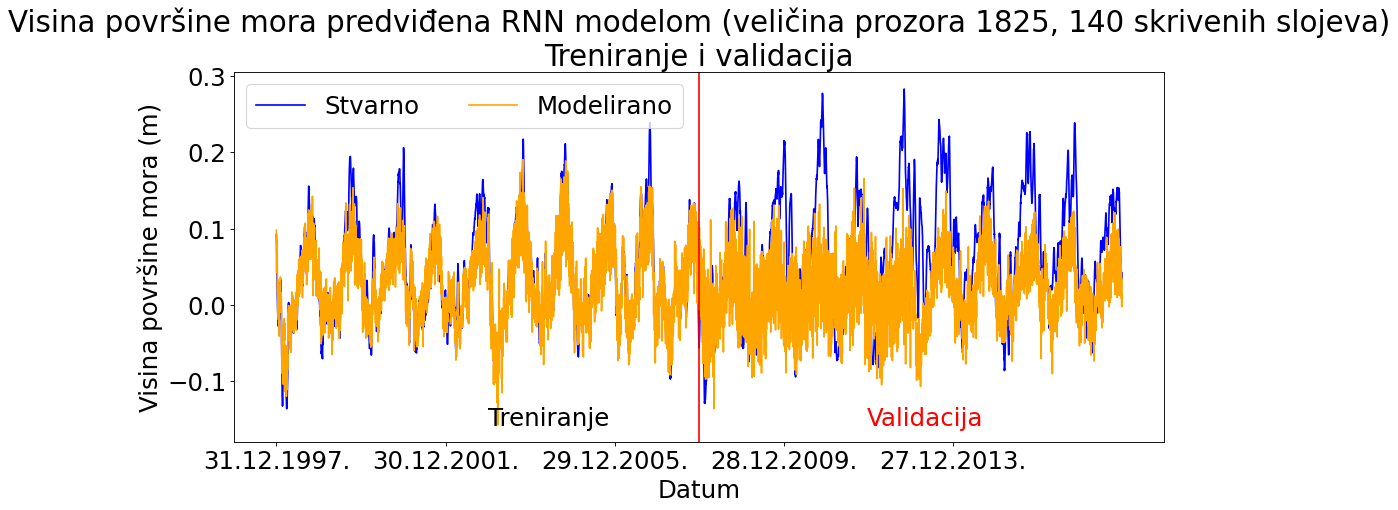 Visina površine mora predviđena RNN modelom (veličina prozora 1825, 140 skrivenih slojeva)
Treniranje i validacija
Stvarno
Modelirano
Visina površine mora (m)
0.3
0.2
0.1
0.0
−0.1
Treniranje
Validacija
31.12.1997.
30.12.2001.
29.12.2005.
28.12.2009.
27.12.2013.
Datum